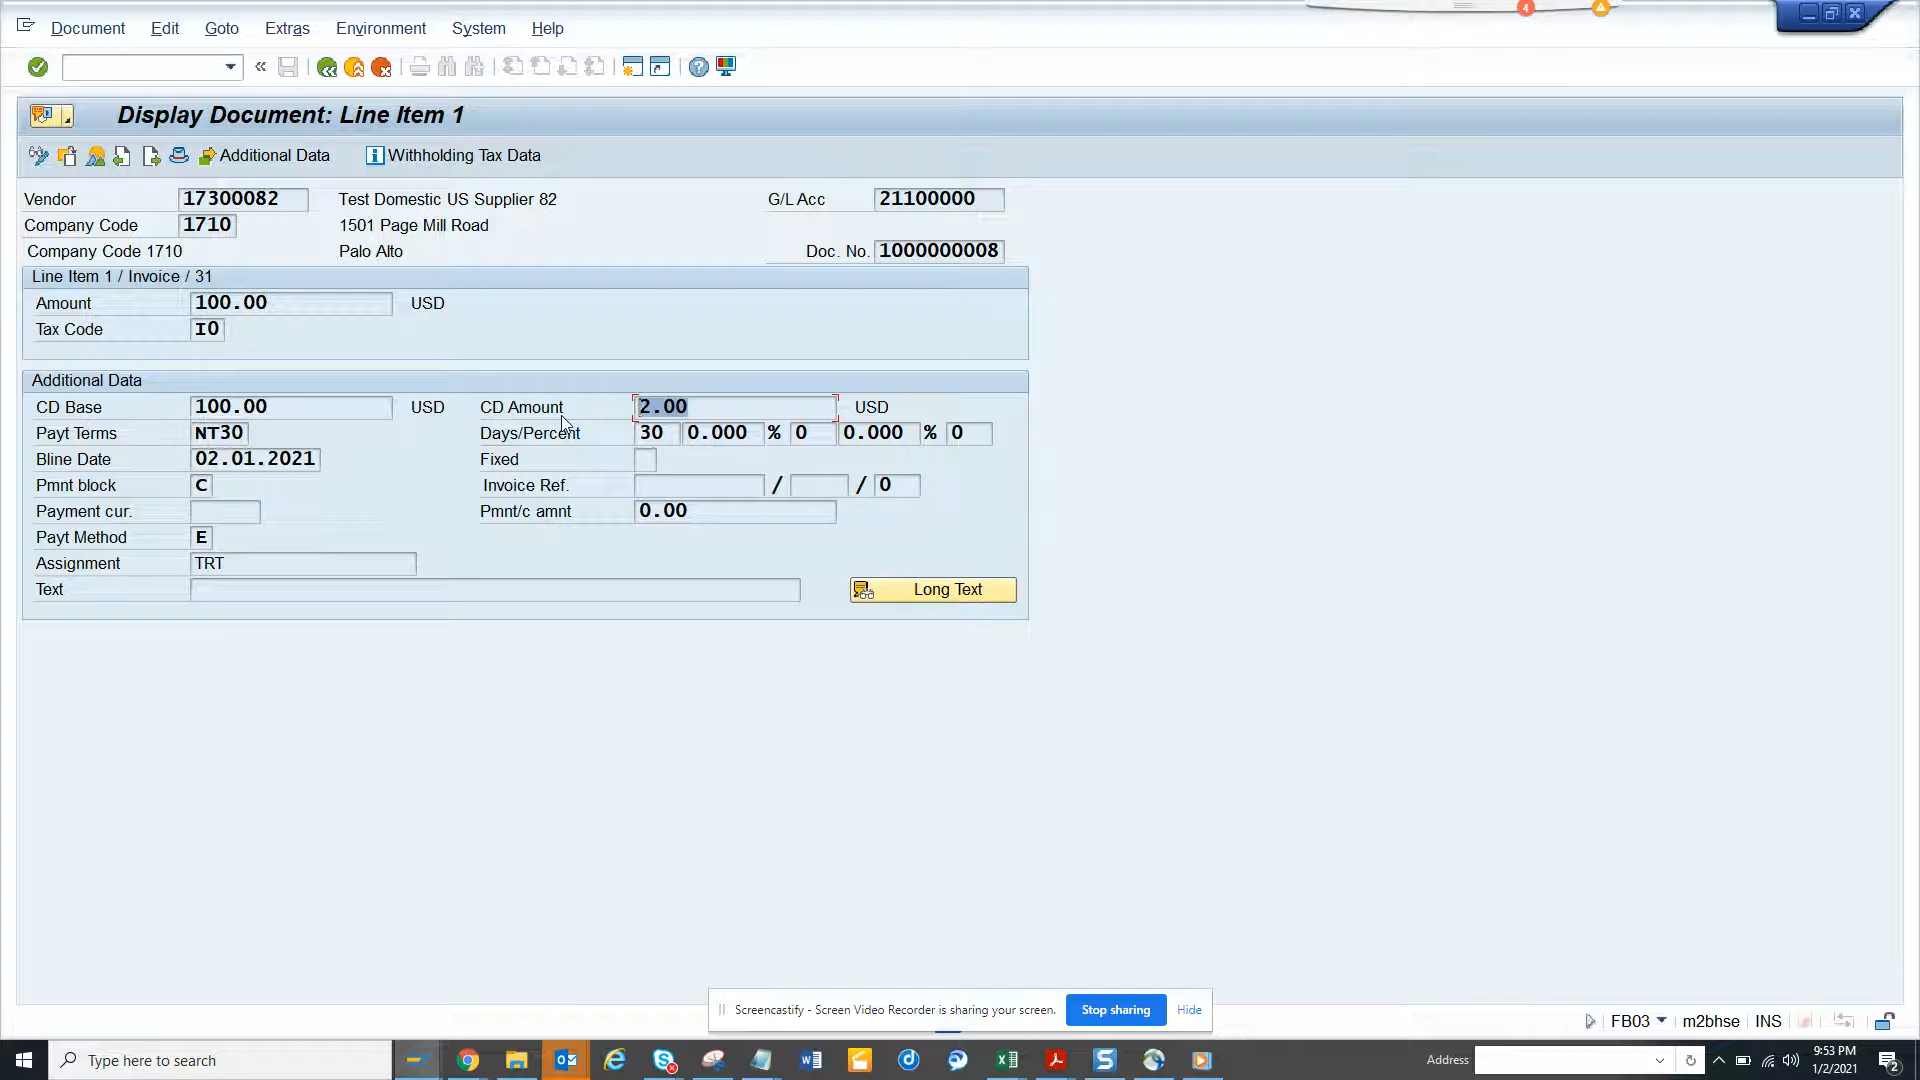 4
Document Edit Goto Extras Environment System Help
Display Document: Line Item 1
Additional Data Withholding Tax Data
Vendor 17300082 Test Domestic US Supplier 82 G/L Acc 21100000
Company Code 1710 1501 Page Mill Road
Company Code 1710 Palo Alto Doc. No. 1000000008
Line Item 1 / Invoice / 31
Amount 100.00 USD
Tax Code I0
Additional Data
CD Base 100.00 USD CD Amount 2.00 USD
Payt Terms NT30 Days/Percent 30 0.000 % 0 0.000 % 0
Bline Date 02.01.2021 Fixed
Pmnt block C Invoice Ref. / / 0
Payment cur. Pmnt/c amnt 0.00
Payt Method E
Assignment TRT
Text Long Text
Screencastify - Screen Video Recorder is sharing your screen. Stop sharing Hide
FB03 m2bhse INS
Type here to search Address 9:53 PM
1/2/2021 2